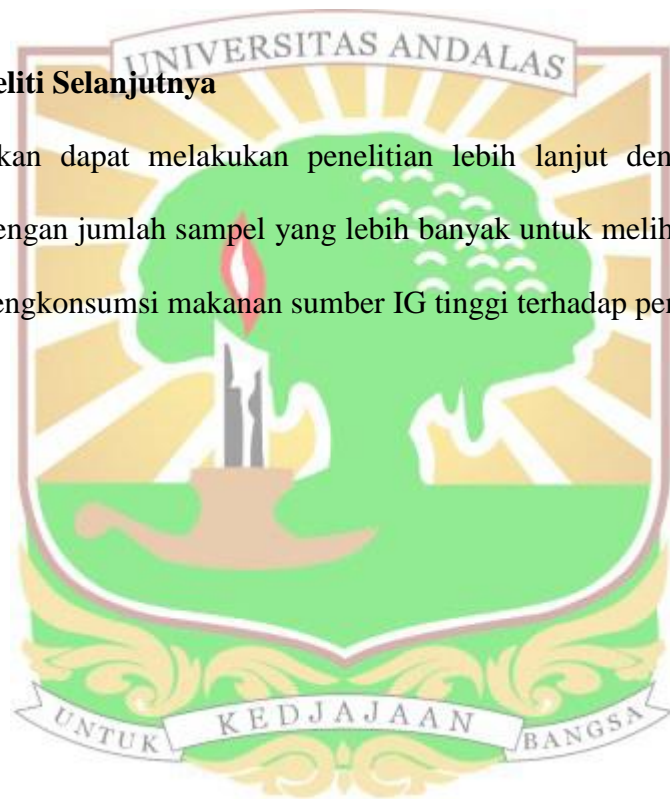 UNIVERSITAS ANDALAS
eliti Selanjutnya
kan dapat melakukan penelitian lebih lanjut den
engan jumlah sampel yang lebih banyak untuk melih
engkonsumsi makanan sumber IG tinggi terhadap per
UNTUK KEDJAJAAN BANGSA